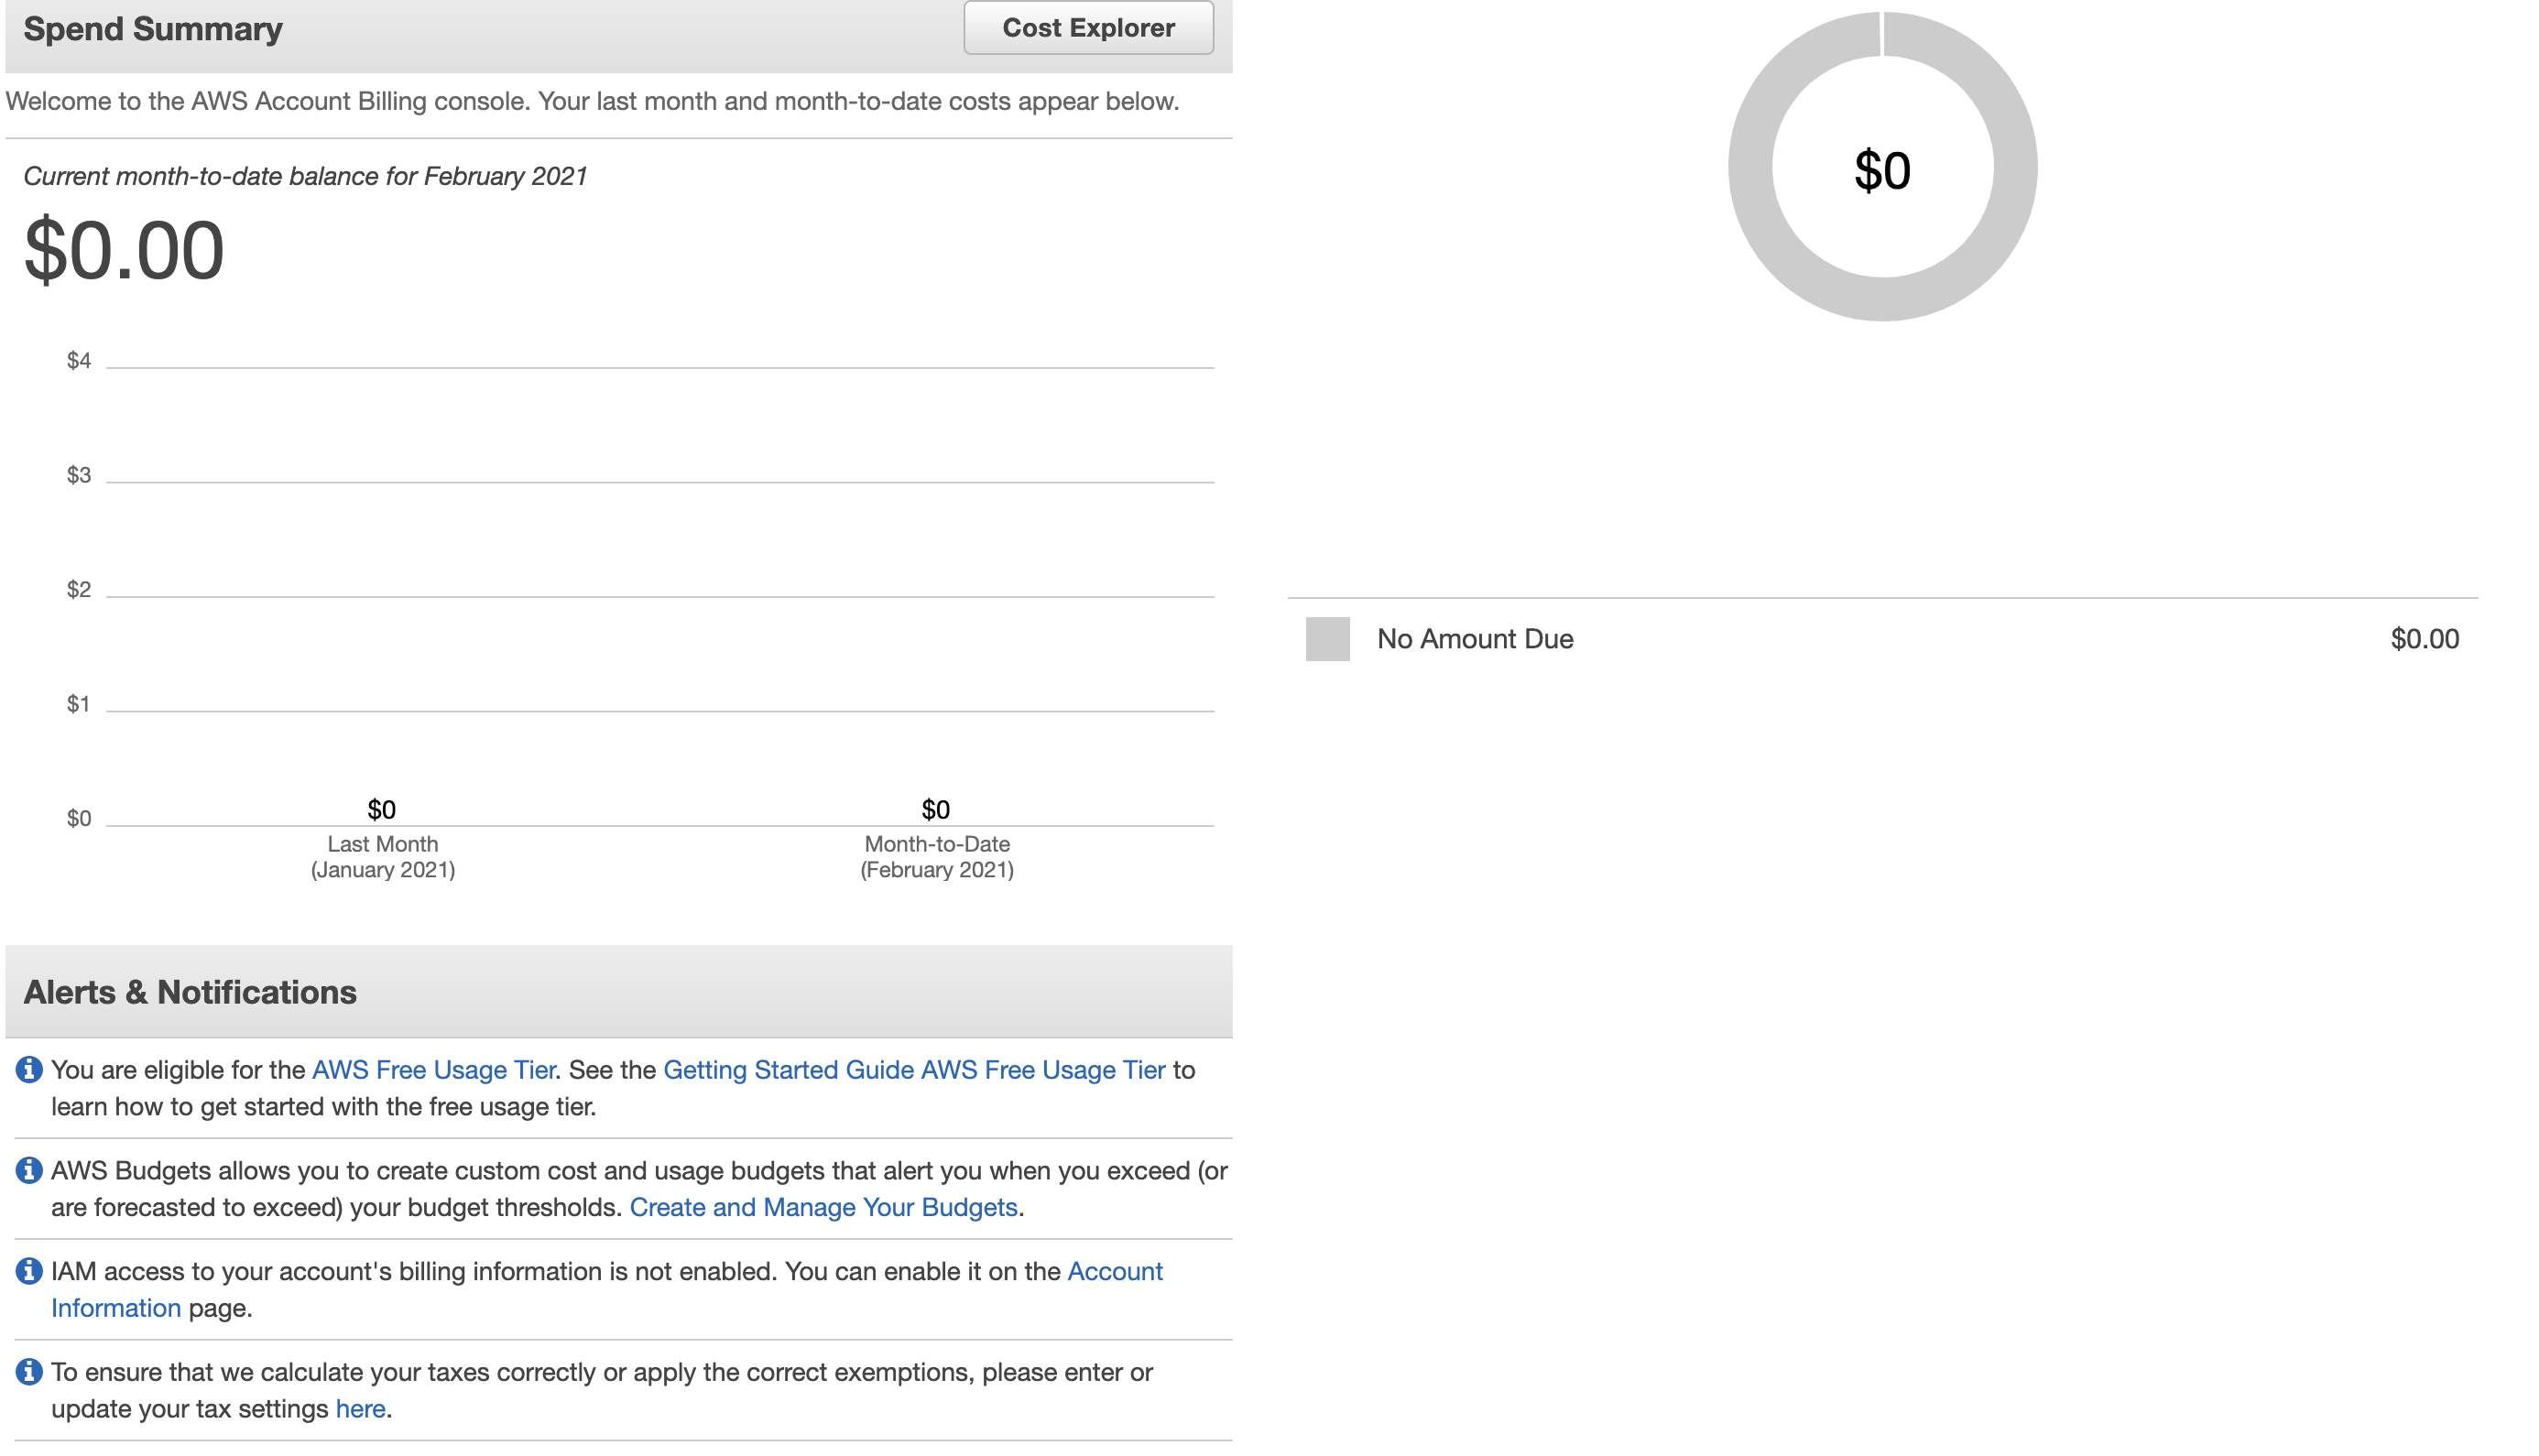 Spend Summary
Cost Explorer
Welcome to the AWS Account Billing console. Your last month and month-to-date costs appear below.
Current month-to-date balance for February 2021
$0.00
$4
$3
$2
$1
$0
$0
$0
Last Month
(January 2021)
Month-to-Date
(February 2021)
$0
No Amount Due
$0.00
Alerts & Notifications
You are eligible for the AWS Free Usage Tier. See the Getting Started Guide AWS Free Usage Tier to
learn how to get started with the free usage tier.
AWS Budgets allows you to create custom cost and usage budgets that alert you when you exceed (or
are forecasted to exceed) your budget thresholds. Create and Manage Your Budgets.
IAM access to your account's billing information is not enabled. You can enable it on the Account
Information page.
To ensure that we calculate your taxes correctly or apply the correct exemptions, please enter or
update your tax settings here.